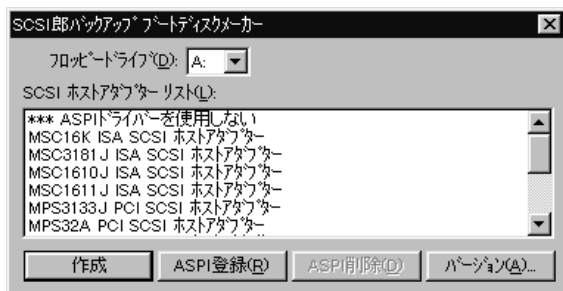 SCSI郎ﾊﾞｯｸｱｯﾌﾟ ﾌﾞｰﾄﾃﾞｨｽｸﾒｰｶｰ
ﾌﾛｯﾋﾟｰﾄﾞﾗｲﾌﾞ(D): A:
SCSI ﾎｽﾄｱﾀﾞﾌﾟﾀｰ ﾘｽﾄ(L):
*** ASPIﾄﾞﾗｲﾊﾞｰを使用しない
MSC16K ISA SCSI ﾎｽﾄｱﾀﾞﾌﾟﾀｰ
MSC3181J ISA SCSI ﾎｽﾄｱﾀﾞﾌﾟﾀｰ
MSC1610J ISA SCSI ﾎｽﾄｱﾀﾞﾌﾟﾀｰ
MSC1611J ISA SCSI ﾎｽﾄｱﾀﾞﾌﾟﾀｰ
MPS3133J PCI SCSI ﾎｽﾄｱﾀﾞﾌﾟﾀｰ
MPS32A PCI SCSI ﾎｽﾄｱﾀﾞﾌﾟﾀｰ
作成 ASPI登録(R) ASPI削除(D) ﾊﾞｰｼﾞｮﾝ(A)...